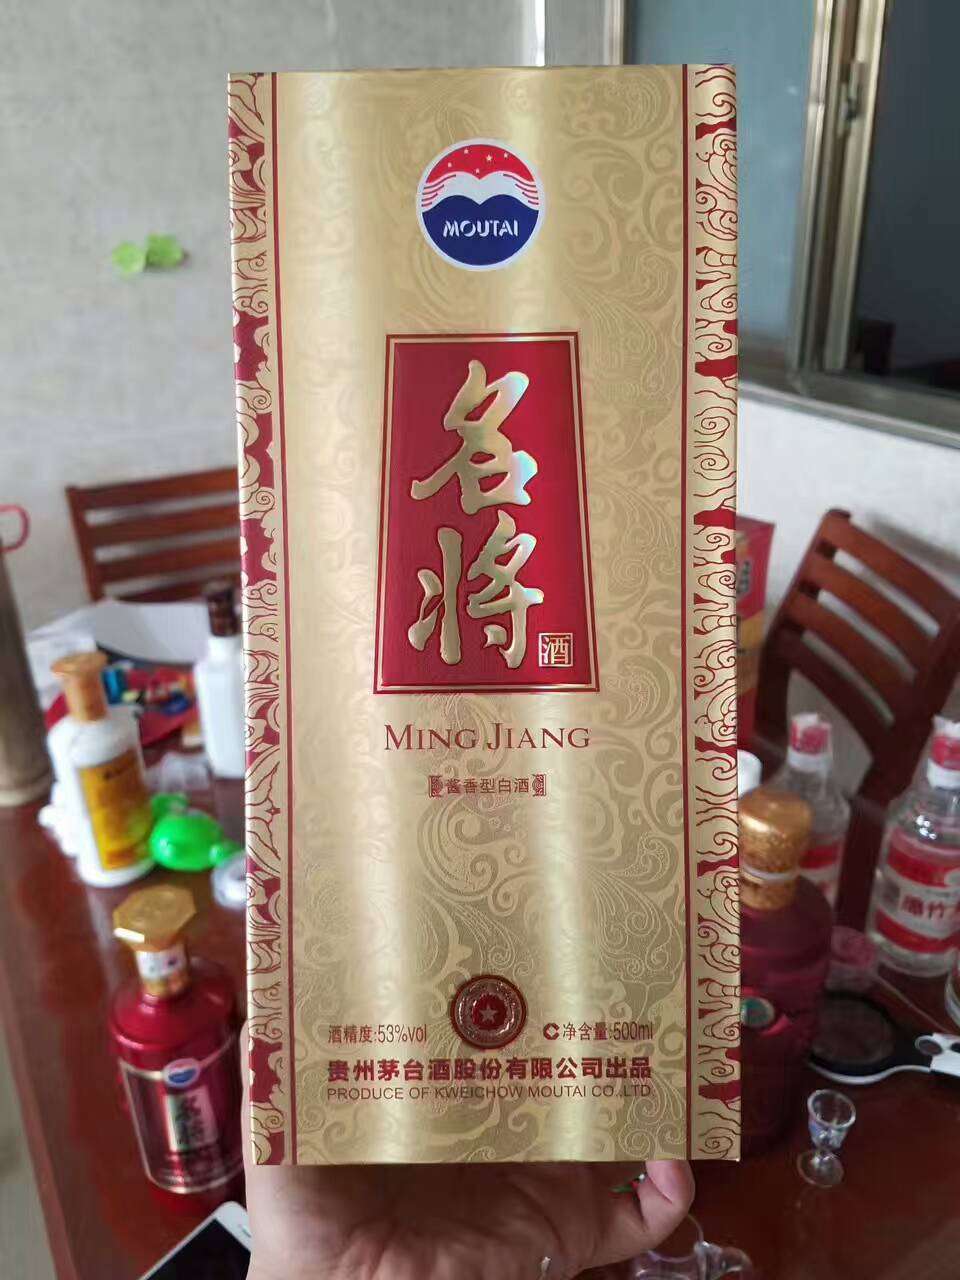 MOUTAI
名将
酒
MING JIANG
酱香型白酒
酒精度:53%vol
净含量:500ml
贵州茅台酒股份有限公司出品
PRODUCE OF KWEICHOW MOUTAI CO.,LTD.